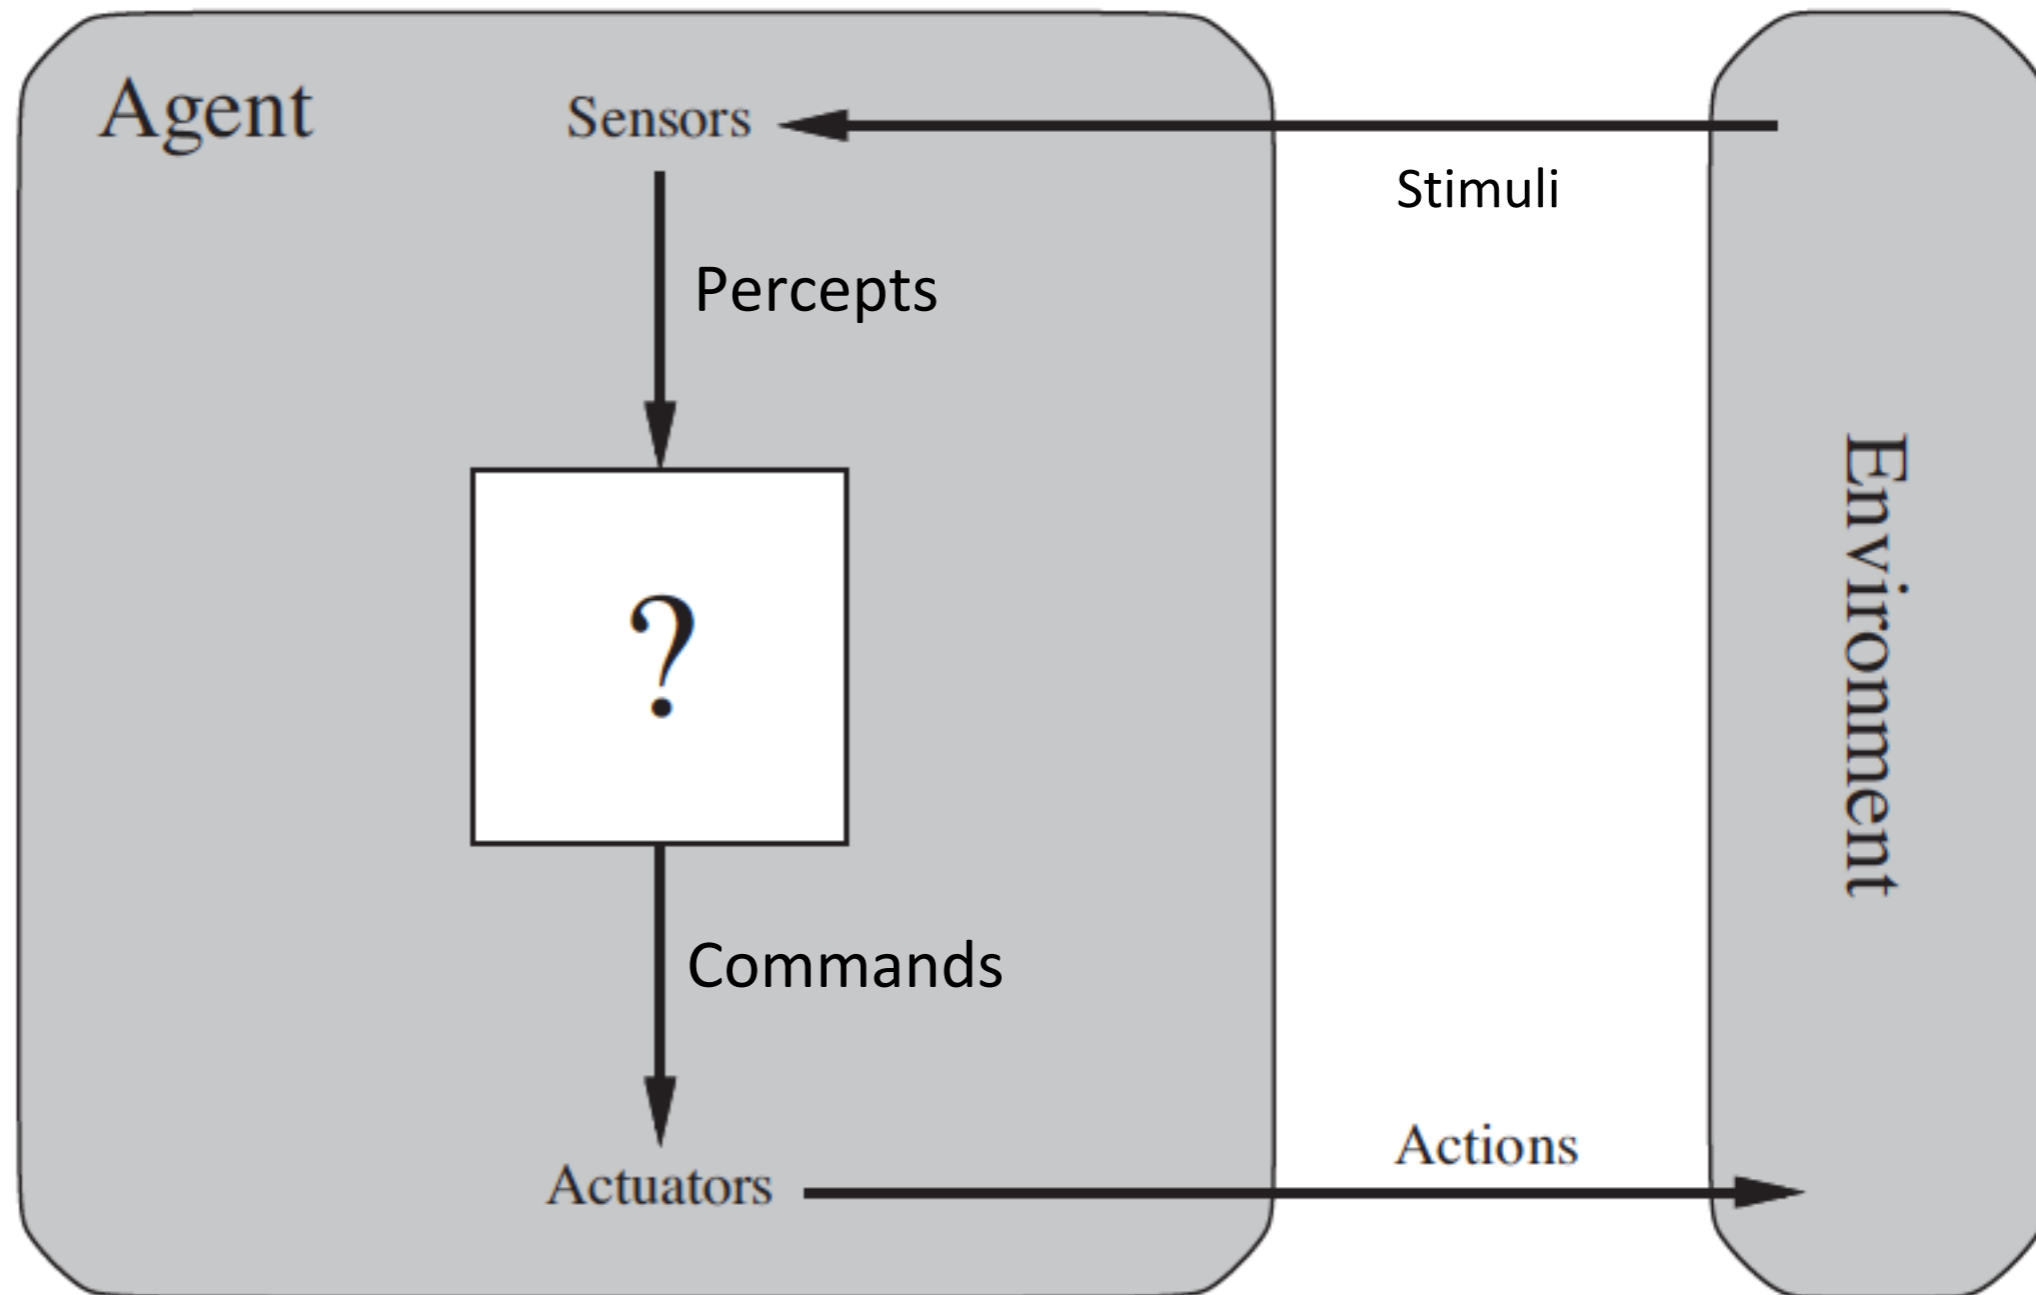 Agent
Sensors
Stimuli
Percepts
?
Environment
Commands
Actions
Actuators